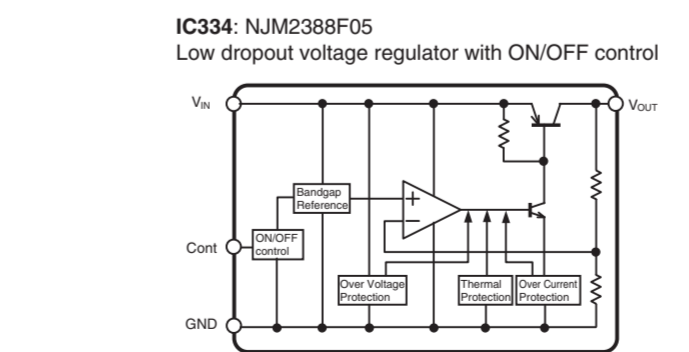 IC334: NJM2388F05
Low dropout voltage regulator with ON/OFF control
VIN
VOUT
Bandgap
Reference
+
−
Cont
ON/OFF
control
Over Voltage
Protection
Thermal
Protection
Over Current
Protection
GND